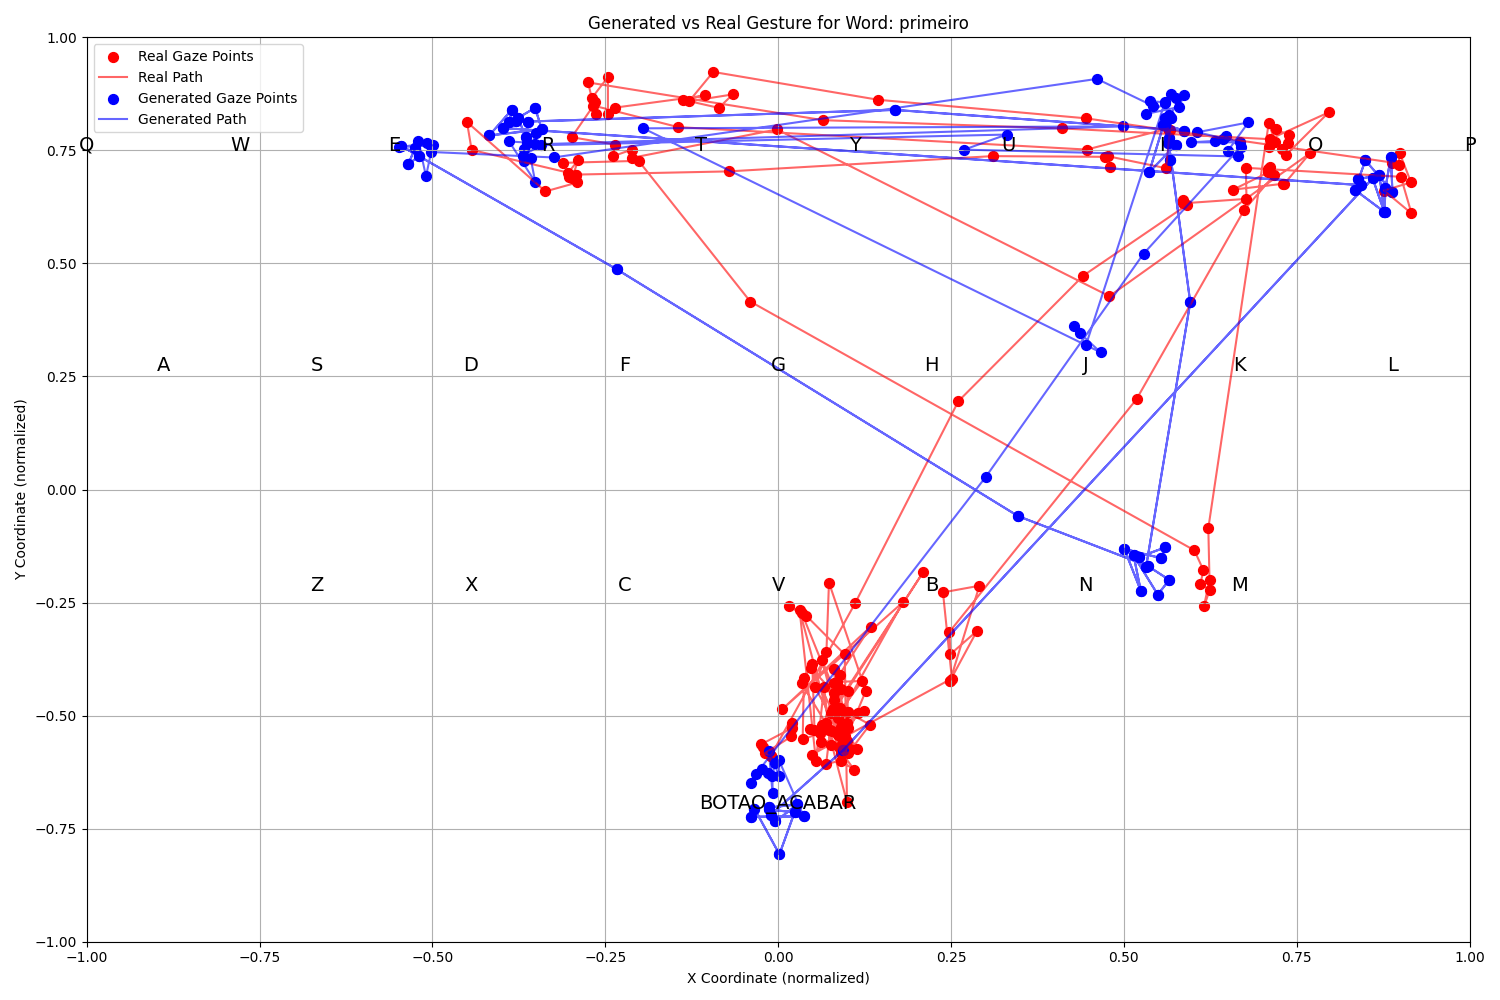 Generated vs Real Gesture for Word: primeiro
Real Gaze Points
Real Path
Generated Gaze Points
Generated Path
1.00
0.75
0.50
0.25
0.00
−0.25
−0.50
−0.75
−1.00
Y Coordinate (normalized)
Q W E R T Y U I O P
A S D F G H J K L
Z X C V B N M
BOTAO_ACABAR
−1.00 −0.75 −0.50 −0.25 0.00 0.25 0.50 0.75 1.00
X Coordinate (normalized)